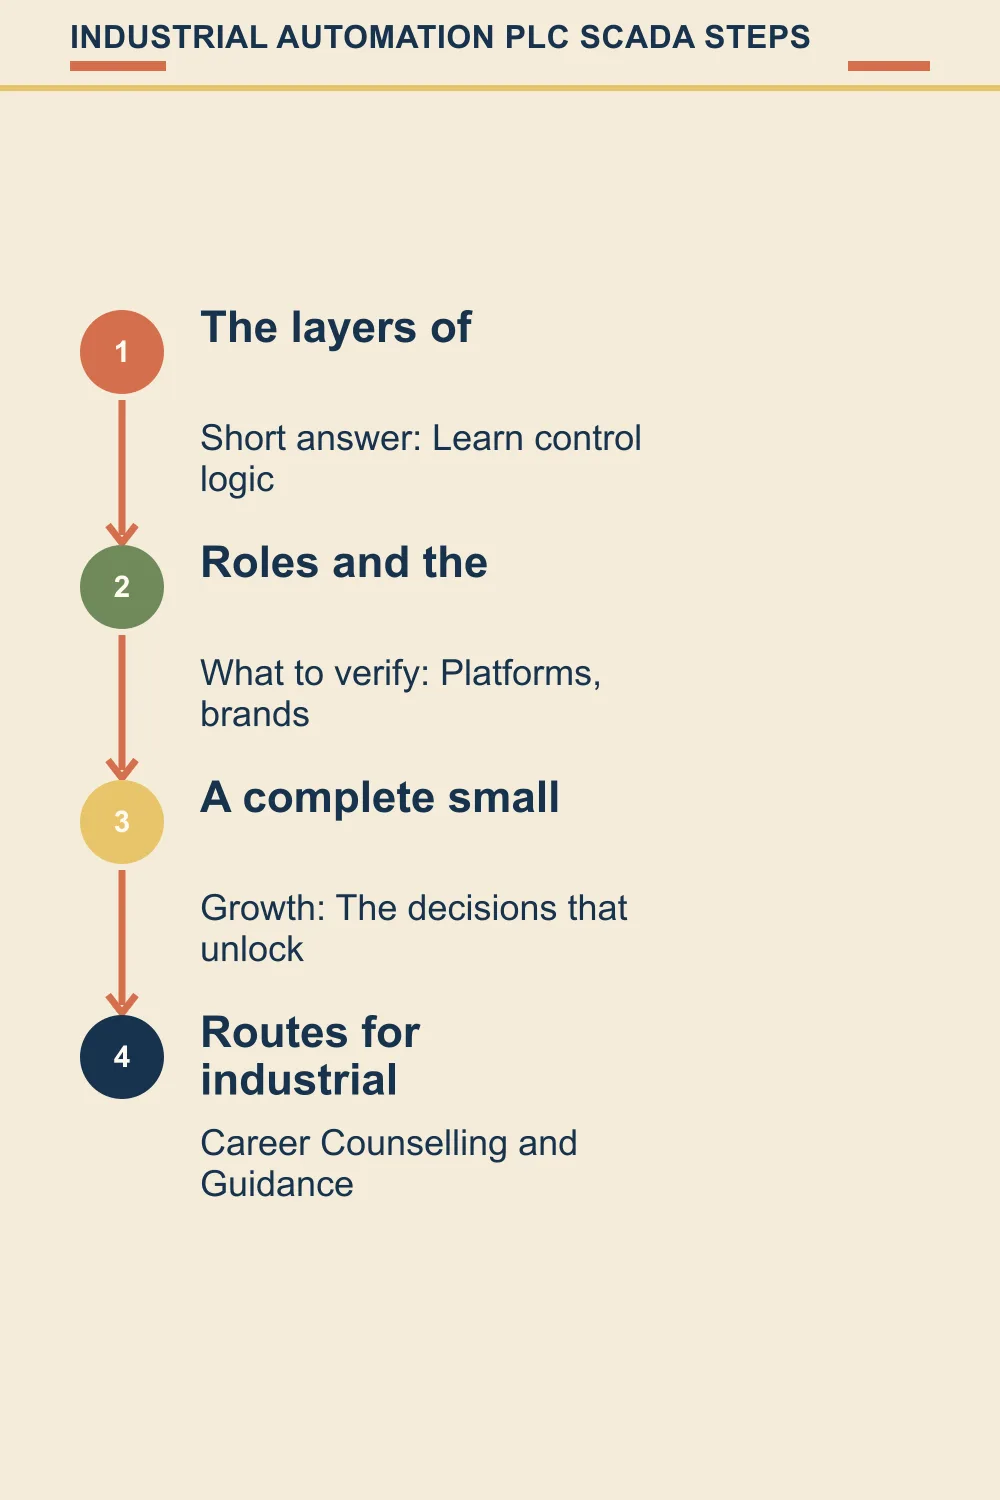 INDUSTRIAL AUTOMATION PLC SCADA STEPS
1
The layers of
Short answer: Learn control
logic
2
Roles and the
What to verify: Platforms,
brands
3
A complete small
Growth: The decisions that
unlock
4
Routes for
industrial
Career Counselling and
Guidance